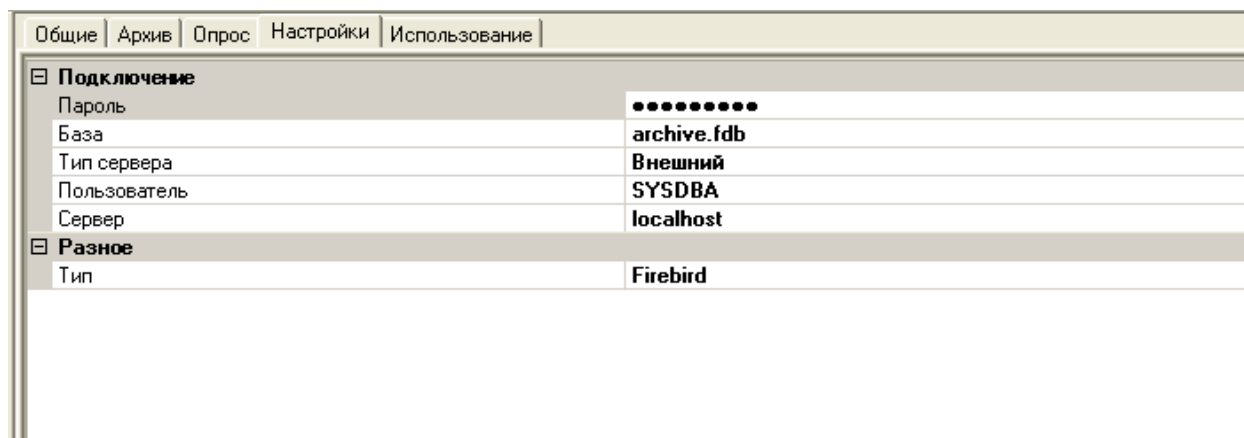 Общие Архив Опрос Настройки Использование
Подключение
Пароль ●●●●●●●●●
База archive.fdb
Тип сервера Внешний
Пользователь SYSDBA
Сервер localhost
Разное
Тип Firebird